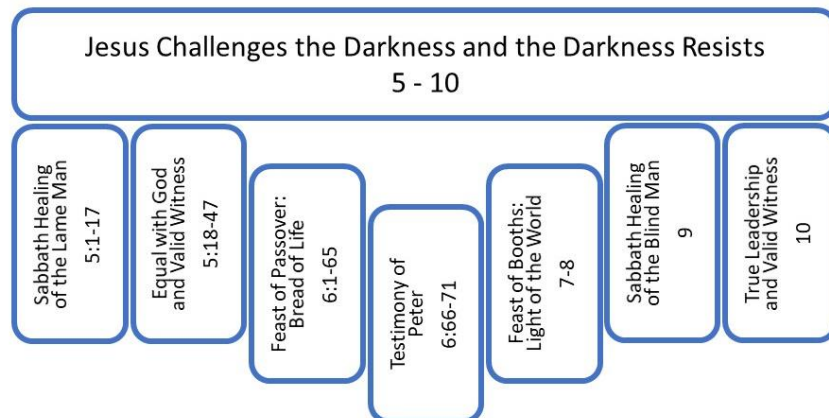 Jesus Challenges the Darkness and the Darkness Resists
5 - 10
Sabbath Healing
of the Lame Man
5:1-17
Equal with God
and Valid Witness
5:18-47
Feast of Passover:
Bread of Life
6:1-65
Testimony of
Peter
6:66-71
Feast of Booths:
Light of the World
7-8
Sabbath Healing
of the Blind Man
9
True Leadership
and Valid Witness
10